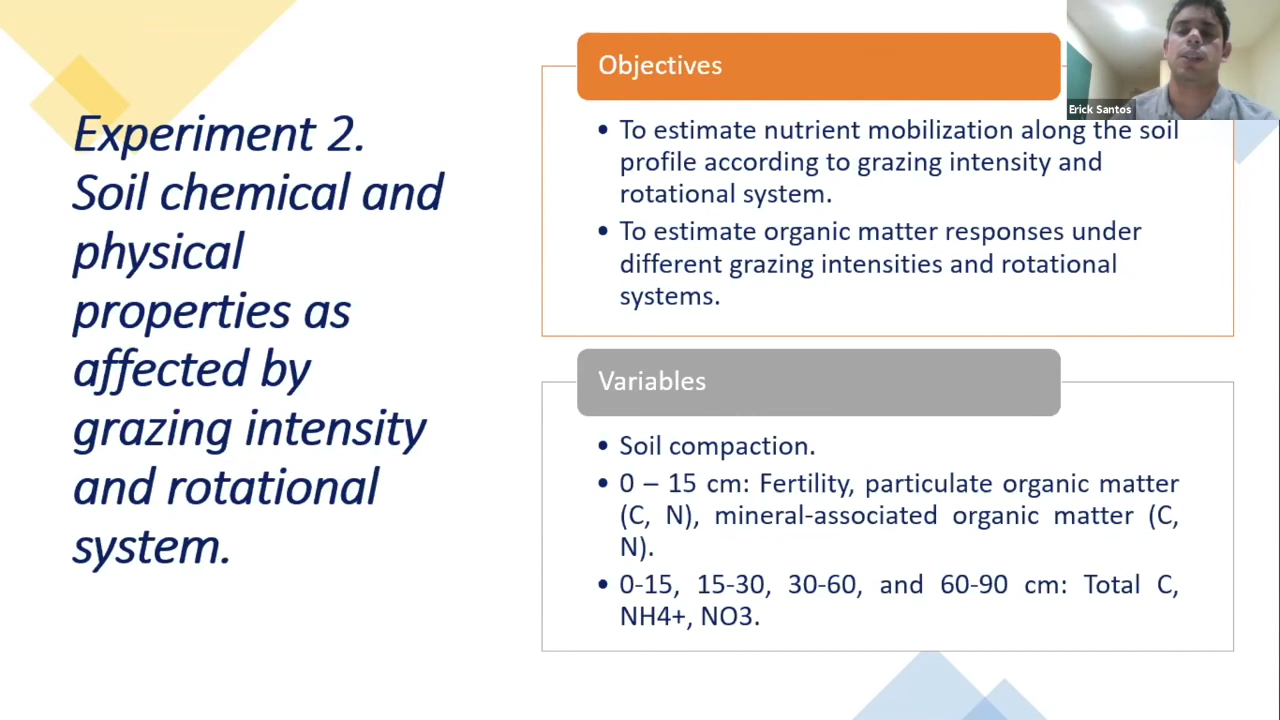 Experiment 2.
Soil chemical and
physical
properties as
affected by
grazing intensity
and rotational
system.
Objectives
• To estimate nutrient mobilization along the soil
profile according to grazing intensity and
rotational system.
• To estimate organic matter responses under
different grazing intensities and rotational
systems.
Variables
• Soil compaction.
• 0 – 15 cm: Fertility, particulate organic matter
(C, N), mineral-associated organic matter (C,
N).
• 0-15, 15-30, 30-60, and 60-90 cm: Total C,
NH4+, NO3.
Erick Santos